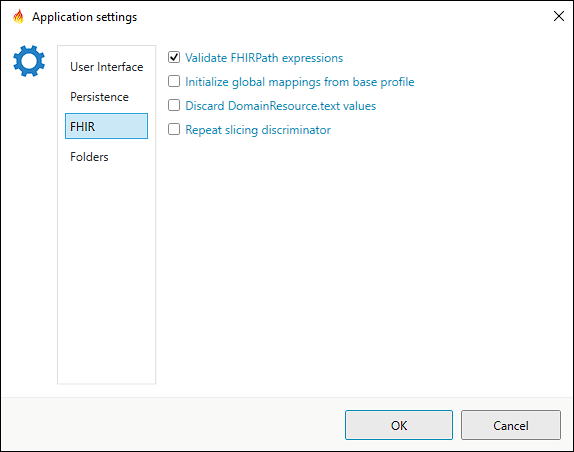 Application settings
User Interface
Persistence
FHIR
Folders
Validate FHIRPath expressions
Initialize global mappings from base profile
Discard DomainResource.text values
Repeat slicing discriminator
OK
Cancel